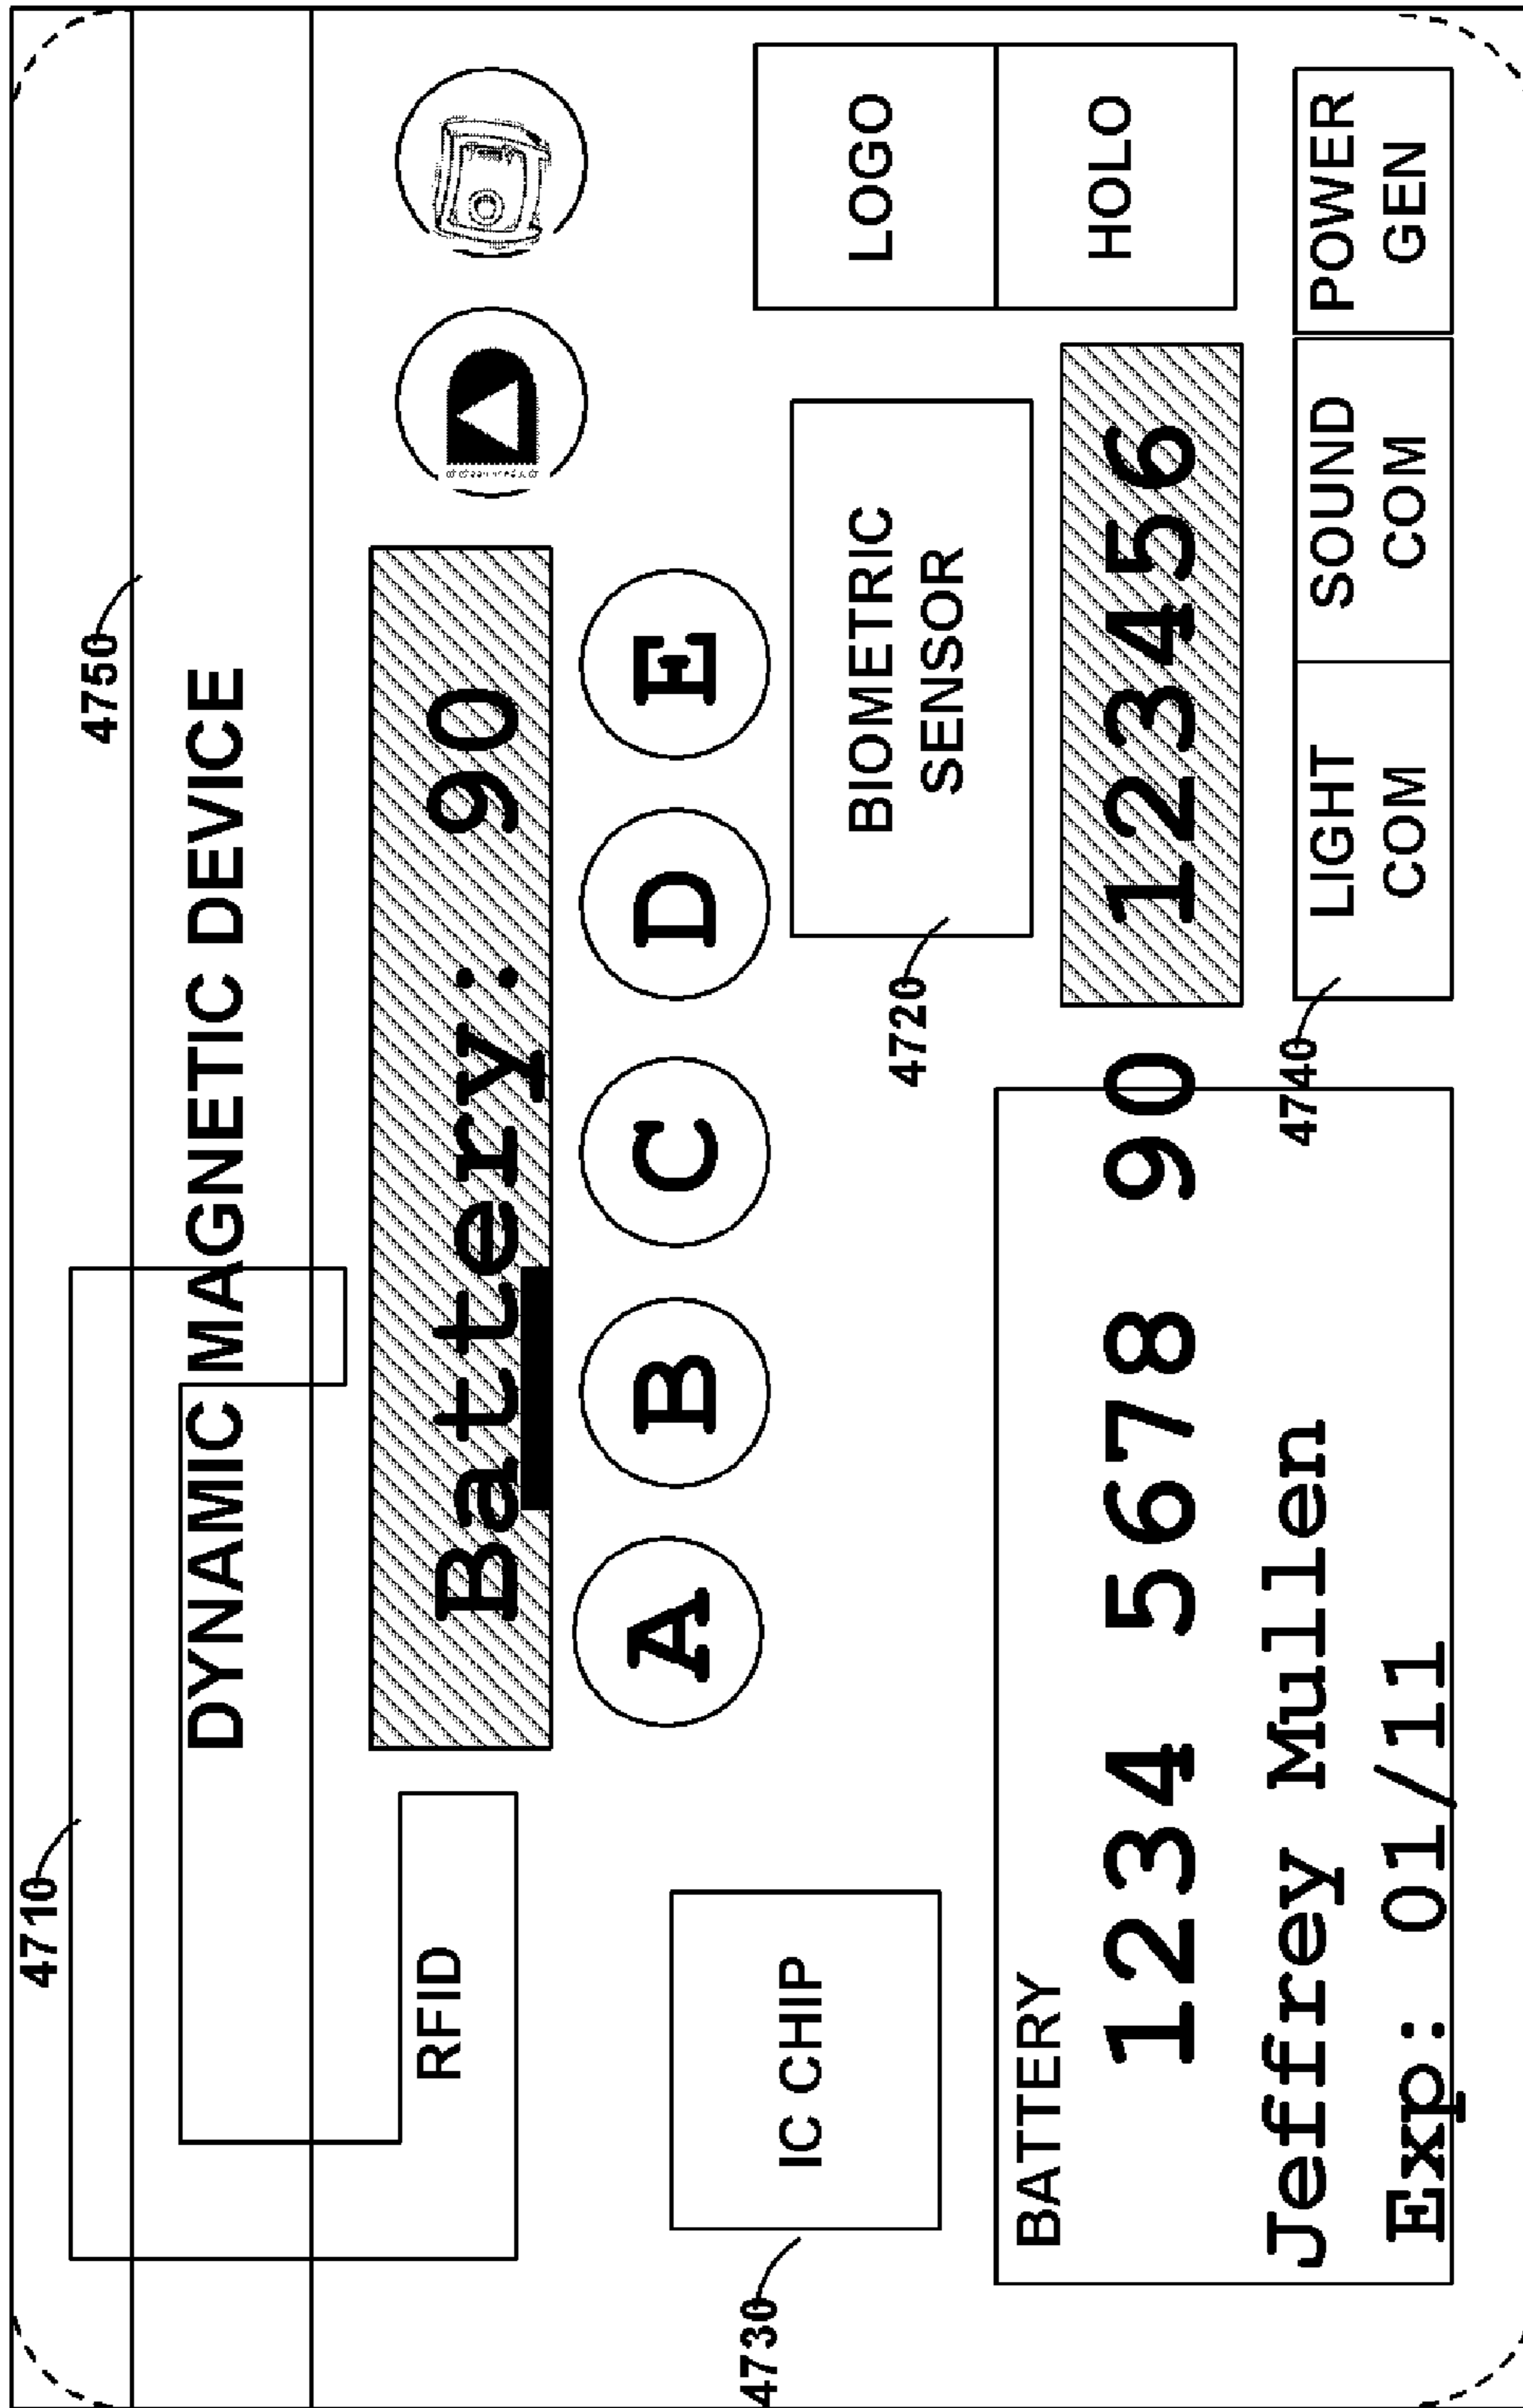 4710
4750
DYNAMIC MAGNETIC DEVICE
RFID
Battery: 90
A B C D E
4730
IC CHIP
4720
BIOMETRIC
SENSOR
LOGO
HOLO
BATTERY
1234 5678 90 123456
Jeffrey Mullen
Exp: 01/11
4740
LIGHT
COM
SOUND
COM
POWER
GEN